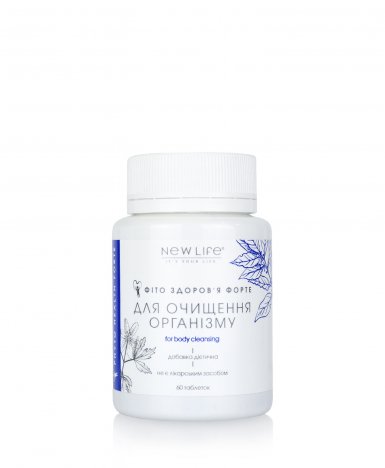 NEW LIFE®
IT'S YOUR LIFE
ФІТО ЗДОРОВ'Я ФОРТЕ
ДЛЯ ОЧИЩЕННЯ
ОРГАНІЗМУ
for body cleansing
добавка дієтична
не є лікарським засобом
60 таблеток